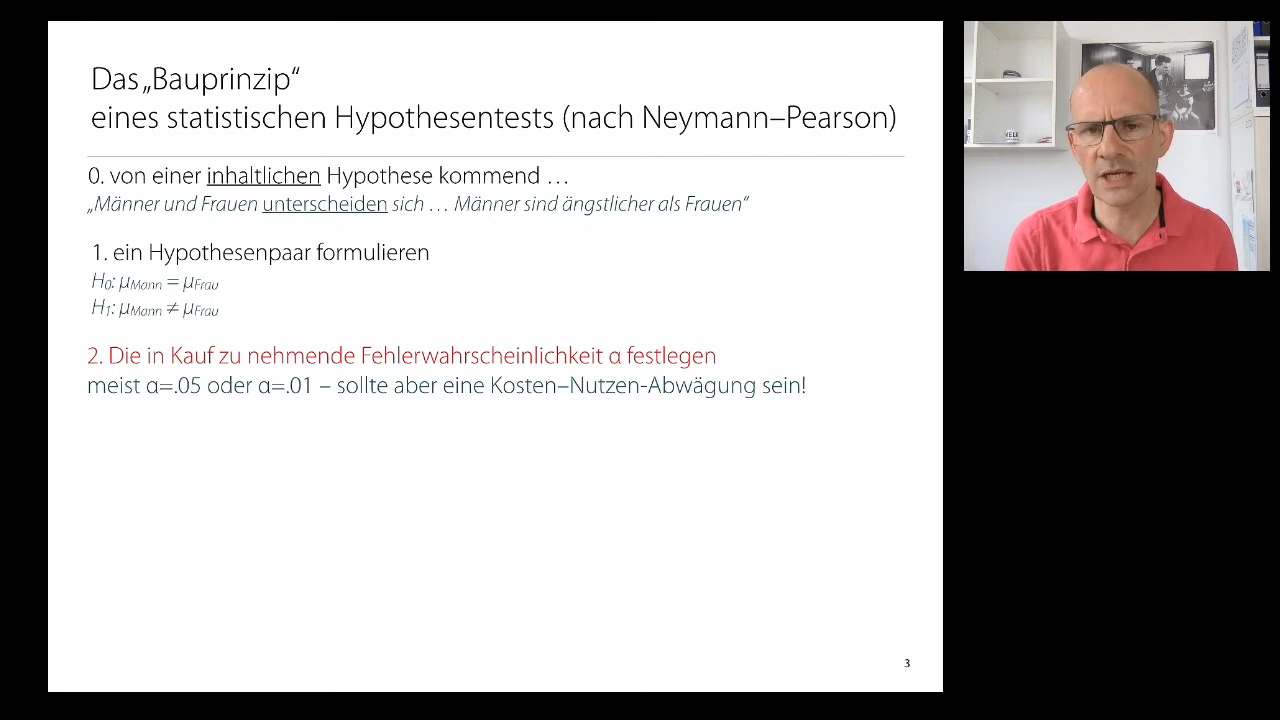 Das „Bauprinzip“
eines statistischen Hypothesentests (nach Neymann–Pearson)
0. von einer inhaltlichen Hypothese kommend …
„Männer und Frauen unterscheiden sich … Männer sind ängstlicher als Frauen“
1. ein Hypothesenpaar formulieren
H0: μMann = μFrau
H1: μMann ≠ μFrau
2. Die in Kauf zu nehmende Fehlerwahrscheinlichkeit α festlegen
meist α=.05 oder α=.01 – sollte aber eine Kosten–Nutzen-Abwägung sein!
3